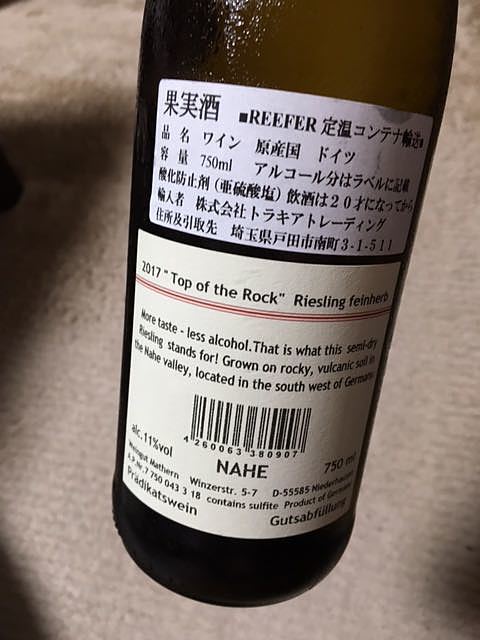 果実酒 ■REEFER 定温コンテナ輸送■
品 名 ワイン 原産国 ドイツ
容 量 750ml アルコール分はラベルに記載
酸化防止剤(亜硫酸塩) 飲酒は20才になってから
輸入者 株式会社トラキアトレーディング
住所及引取先 埼玉県戸田市南町3-1-511
2017 "Top of the Rock" Riesling feinherb
More taste - less alcohol.That is what this semi-dry
Riesling stands for! Grown on rocky, vulcanic soil in
the Nahe valley, located in the south west of Germany.
alc.11%vol
4 260063 380907
NAHE
750 ml
Weingut Mathern Winzerstr. 5-7 D-55585 Niederhausen
A.P.Nr.7 750 043 3 18 contains sulfite Product of Germany
Prädikatswein
Gutsabfüllung